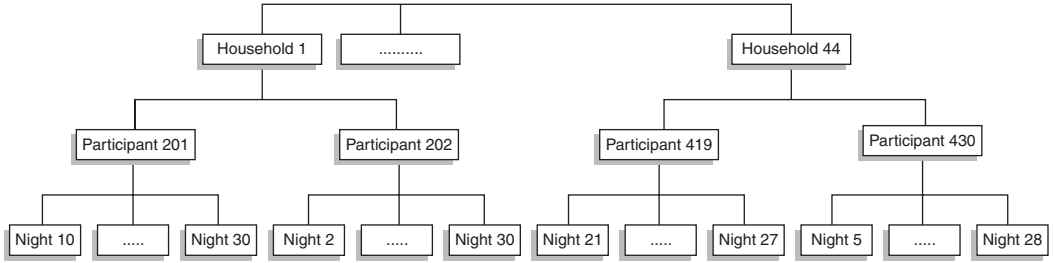 Household 1
..........
Household 44
Participant 201
Participant 202
Participant 419
Participant 430
Night 10
.....
Night 30
Night 2
.....
Night 30
Night 21
.....
Night 27
Night 5
.....
Night 28